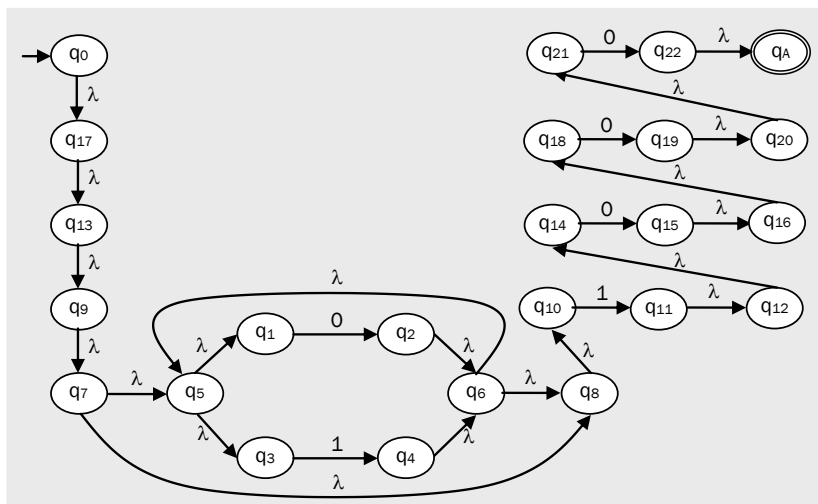 q0 q21 0 q22 λ qA
λ λ
q17 q18 0 q19 λ q20
λ λ
q13 q14 0 q15 λ q16
λ λ
λ
q9 q1 0 q2 q10 1 q11 λ q12
λ λ λ λ
q7 λ q5 q6 λ q8
λ λ
q3 1 q4
λ